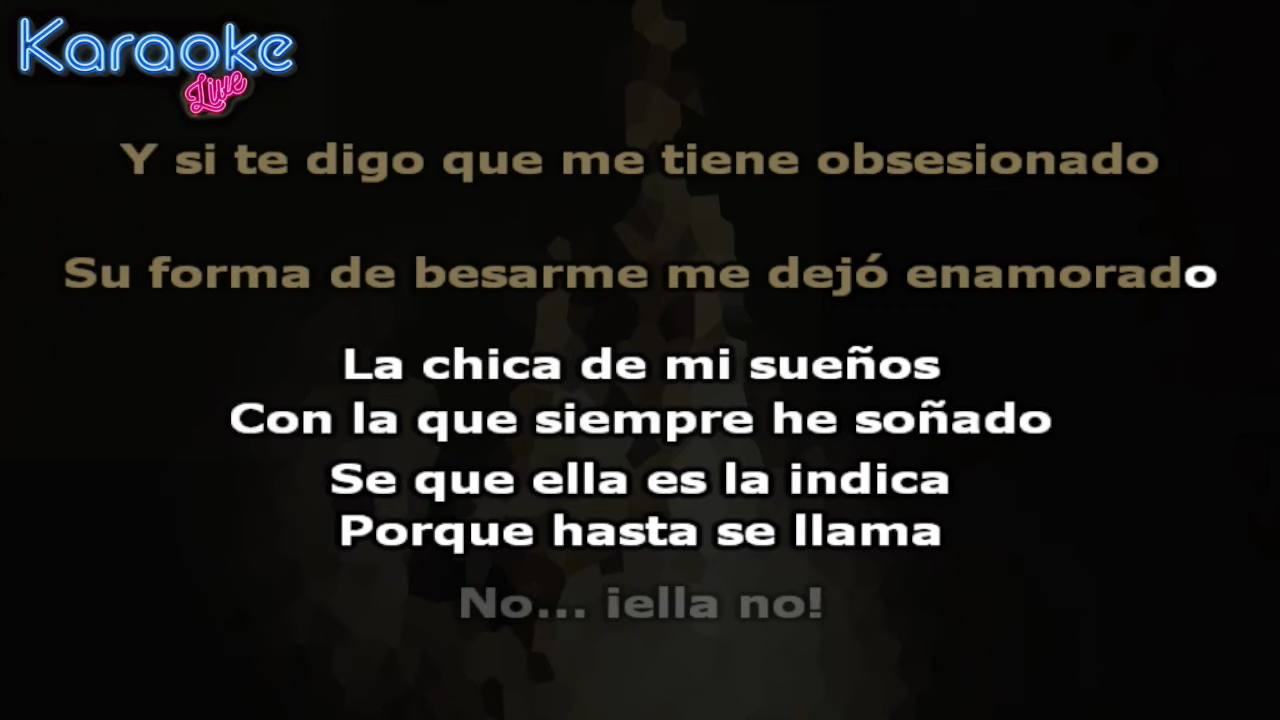 Karaoke
Live
Y si te digo que me tiene obsesionado
Su forma de besarme me dejó enamorado
La chica de mi sueños
Con la que siempre he soñado
Se que ella es la indica
Porque hasta se llama
No... iella no!